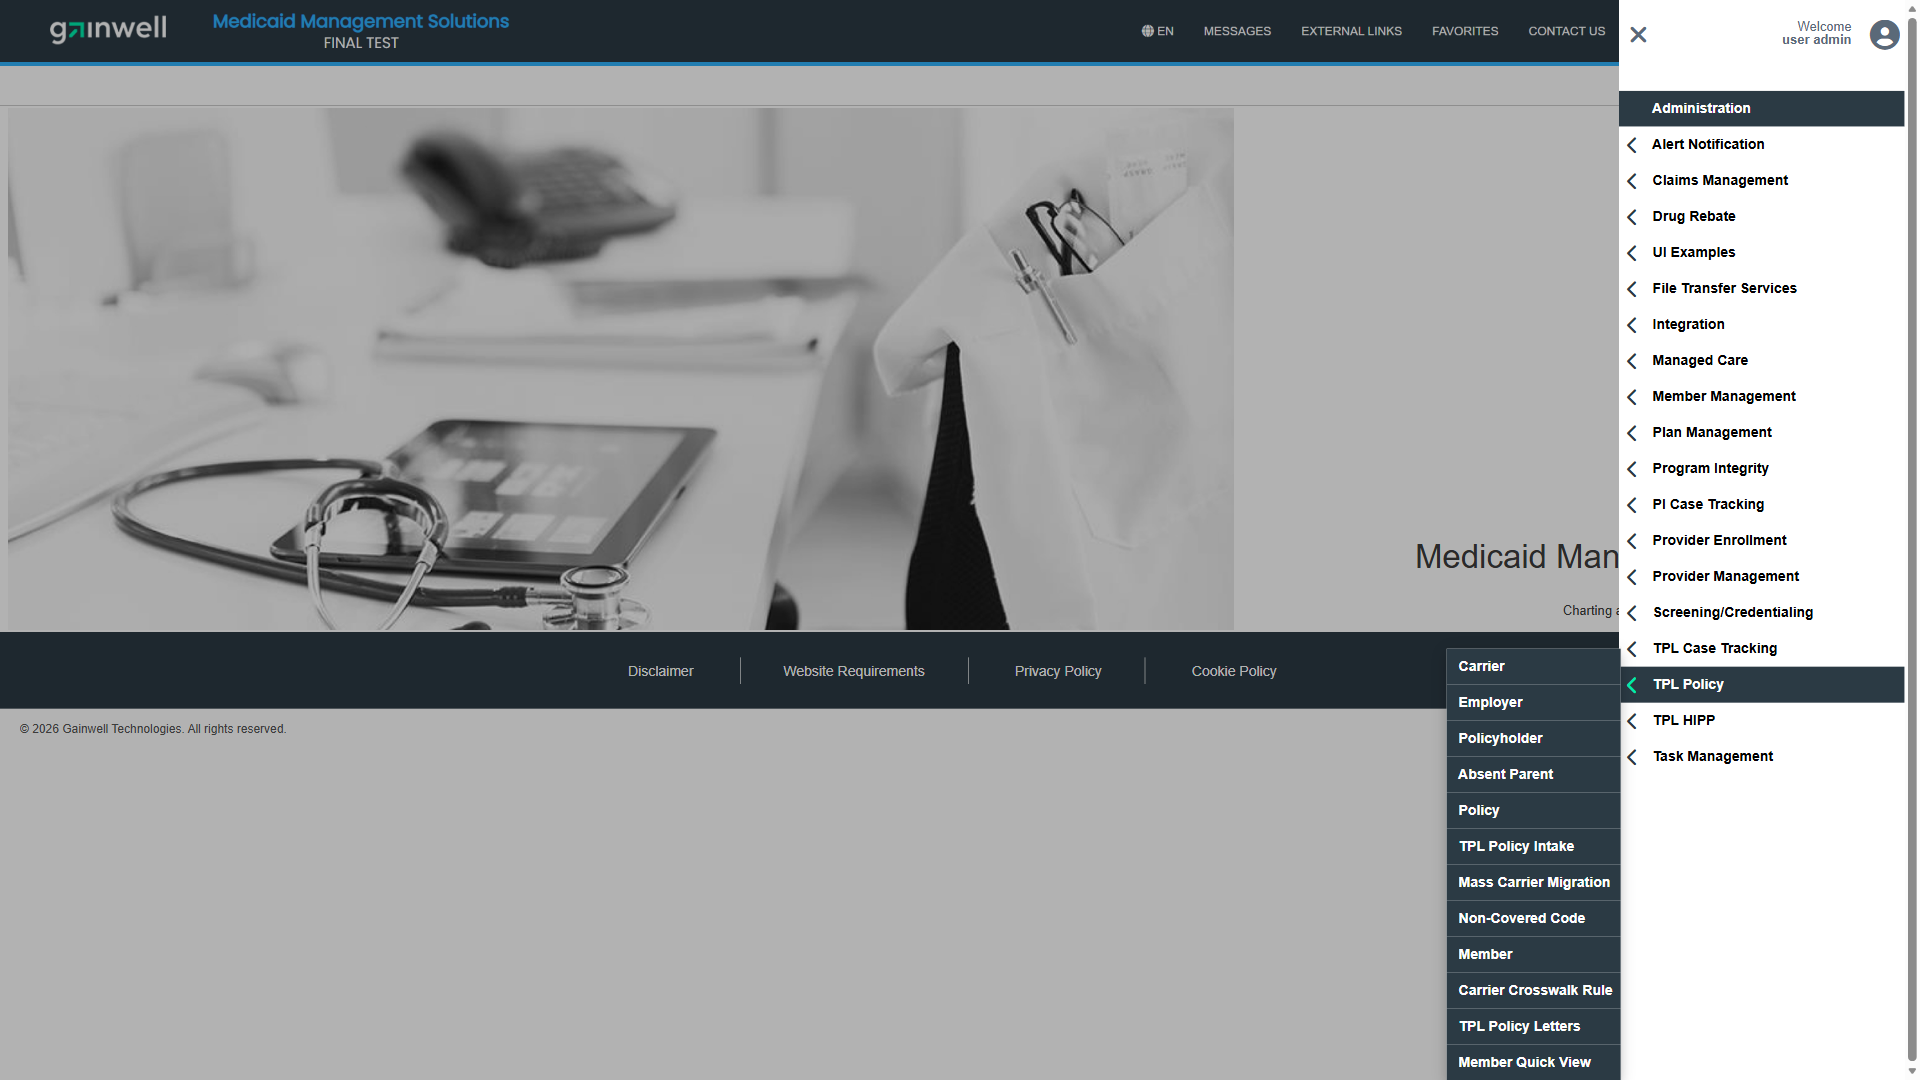 gainwell
Medicaid Management Solutions
FINAL TEST
EN
MESSAGES
EXTERNAL LINKS
FAVORITES
CONTACT US
Welcome
user admin
Administration
Alert Notification
Claims Management
Drug Rebate
UI Examples
File Transfer Services
Integration
Managed Care
Member Management
Plan Management
Program Integrity
PI Case Tracking
Provider Enrollment
Provider Management
Screening/Credentialing
TPL Case Tracking
TPL Policy
TPL HIPP
Task Management
Medicaid Man
Charting a
Carrier
Employer
Policyholder
Absent Parent
Policy
TPL Policy Intake
Mass Carrier Migration
Non-Covered Code
Member
Carrier Crosswalk Rule
TPL Policy Letters
Member Quick View
Disclaimer
Website Requirements
Privacy Policy
Cookie Policy
© 2026 Gainwell Technologies. All rights reserved.